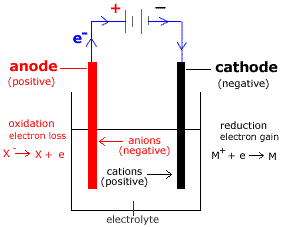 + −
e-
anode
(positive)
cathode
(negative)
oxidation
electron loss
X⁻ → X + e
anions
(negative)
cations
(positive)
reduction
electron gain
M⁺ + e → M
electrolyte